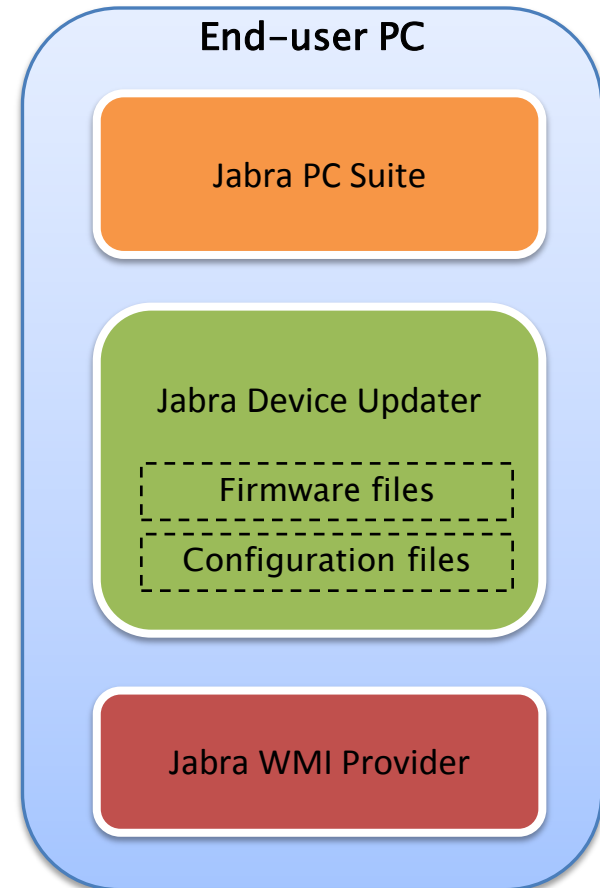 End-user PC
Jabra PC Suite
Jabra Device Updater
Firmware files
Configuration files
Jabra WMI Provider